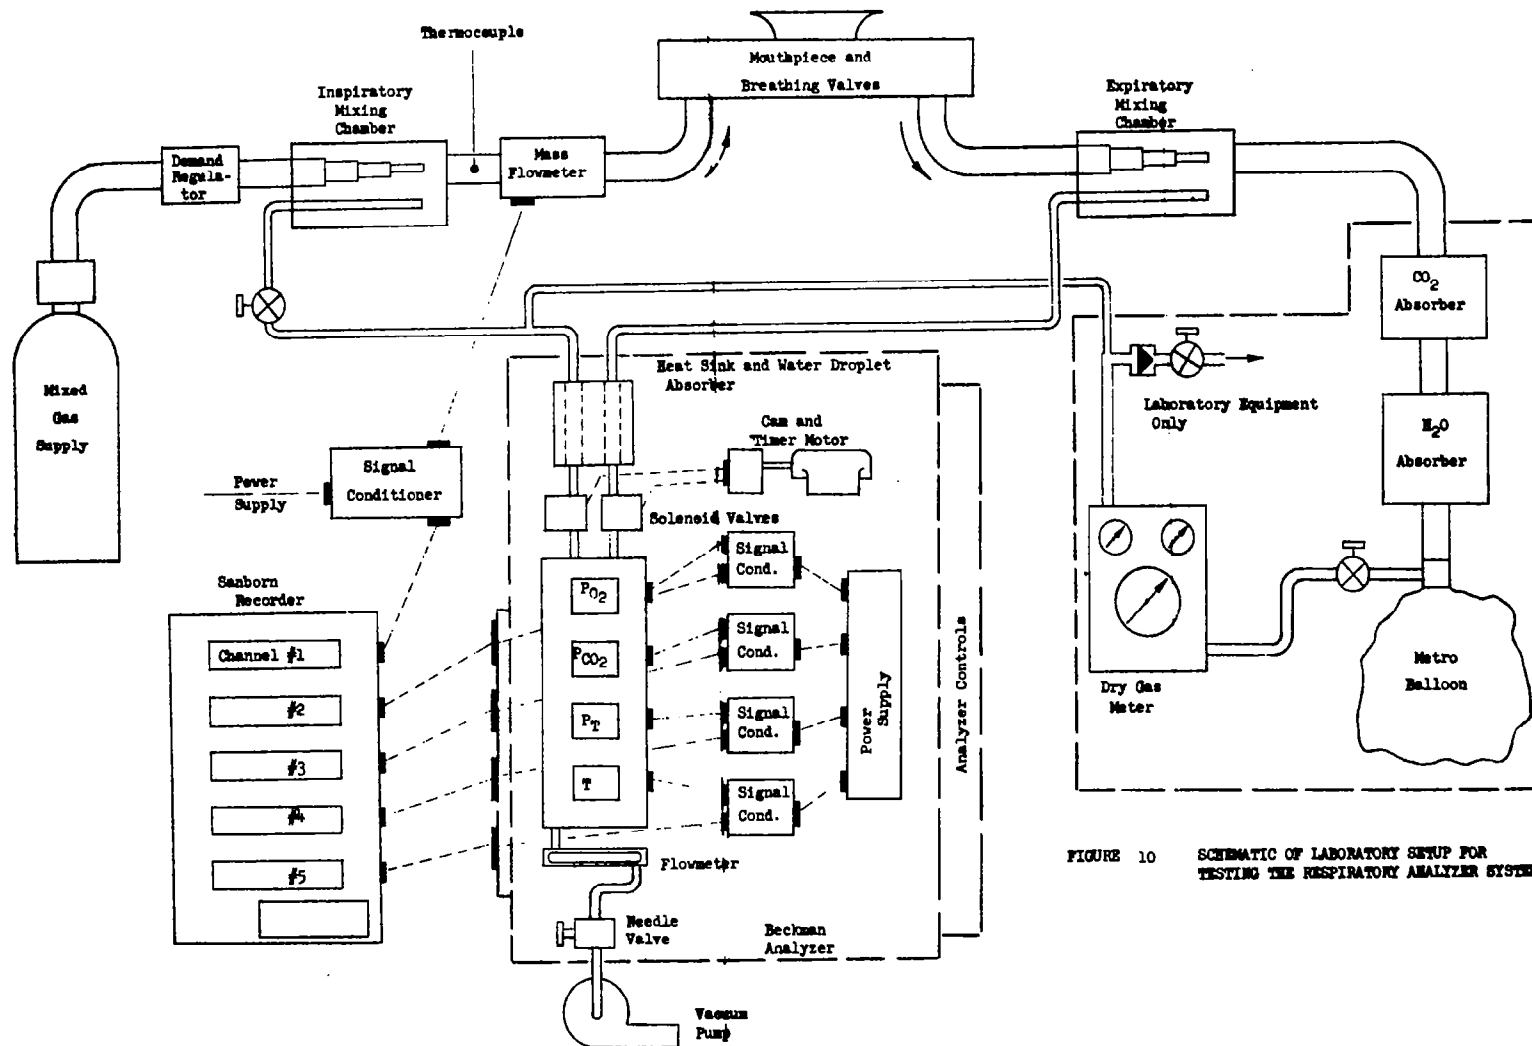 Thermocouple
Mouthpiece and
Breathing Valves
Inspiratory
Mixing
Chamber
Expiratory
Mixing
Chamber
Demand
Regula-
tor
Mass
Flowmeter
CO2
Absorber
Heat Sink and Water Droplet
Absorber
Laboratory Equipment
Only
Mixed
Gas
Supply
Cam and
Timer Motor
H2O
Absorber
Signal
Conditioner
Power
Supply
Solenoid Valves
Signal
Cond.
Sanborn
Recorder
PO2
Signal
Cond.
Channel #1
PCO2
Analyzer Controls
Metro
Balloon
Dry Gas
Meter
#2
PT
Signal
Cond.
Power
Supply
#3
T
Signal
Cond.
#4
Flowmeter
#5
FIGURE 10 SCHEMATIC OF LABORATORY SETUP FOR
TESTING THE RESPIRATORY ANALYZER SYSTE
Needle
Valve
Beckman
Analyzer
Vacuum
Pump